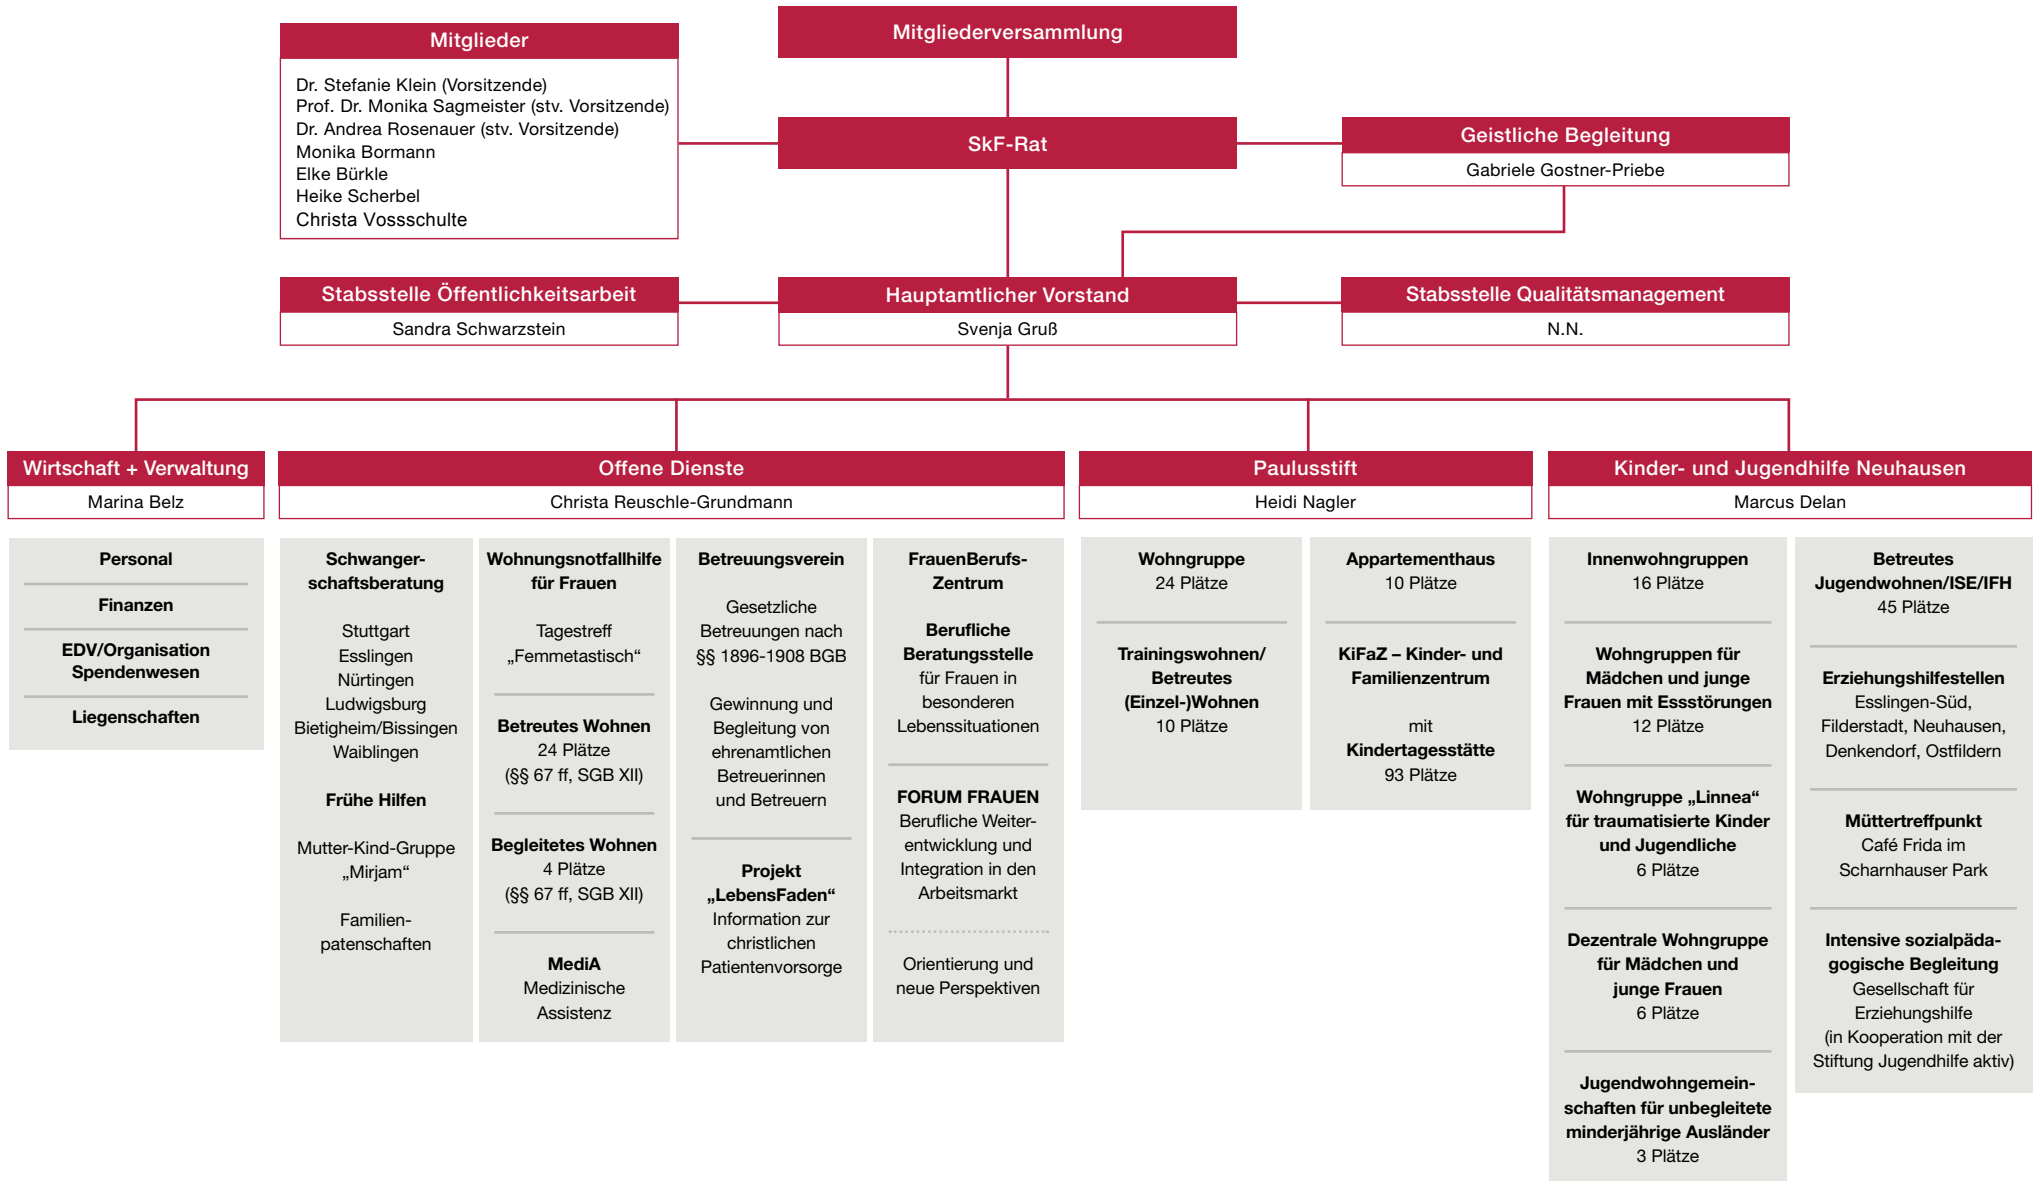 Mitgliederversammlung
Mitglieder
Dr. Stefanie Klein (Vorsitzende)
Prof. Dr. Monika Sagmeister (stv. Vorsitzende)
Dr. Andrea Rosenauer (stv. Vorsitzende)
Monika Bormann
Elke Bürkle
Heike Scherbel
Christa Vossschulte
SkF-Rat
Geistliche Begleitung
Gabriele Gostner-Priebe
Stabsstelle Öffentlichkeitsarbeit
Sandra Schwarzstein
Hauptamtlicher Vorstand
Svenja Gruß
Stabsstelle Qualitätsmanagement
N.N.
Wirtschaft + Verwaltung
Marina Belz
Personal
Finanzen
EDV/Organisation
Spendenwesen
Liegenschaften
Offene Dienste
Christa Reuschle-Grundmann
Schwanger-
schaftsberatung
Stuttgart
Esslingen
Nürtingen
Ludwigsburg
Bietigheim/Bissingen
Waiblingen
Frühe Hilfen
Mutter-Kind-Gruppe
„Mirjam“
Familien-
patenschaften
Wohnungsnotfallhilfe
für Frauen
Tagestreff
„Femmetastisch“
Betreutes Wohnen
24 Plätze
(§§ 67 ff, SGB XII)
Begleitetes Wohnen
4 Plätze
(§§ 67 ff, SGB XII)
MediA
Medizinische
Assistenz
Betreuungsverein
Gesetzliche
Betreuungen nach
§§ 1896-1908 BGB
Gewinnung und
Begleitung von
ehrenamtlichen
Betreuerinnen
und Betreuern
Projekt
„LebensFaden“
Information zur
christlichen
Patientenvorsorge
FrauenBerufs-
Zentrum
Berufliche
Beratungsstelle
für Frauen in
besonderen
Lebenssituationen
FORUM FRAUEN
Berufliche Weiter-
entwicklung und
Integration in den
Arbeitsmarkt
Orientierung und
neue Perspektiven
Paulusstift
Heidi Nagler
Wohngruppe
24 Plätze
Trainingswohnen/
Betreutes
(Einzel-)Wohnen
10 Plätze
Appartementhaus
10 Plätze
KiFaZ – Kinder- und
Familienzentrum
mit
Kindertagesstätte
93 Plätze
Kinder- und Jugendhilfe Neuhausen
Marcus Delan
Innenwohngruppen
16 Plätze
Wohngruppen für
Mädchen und junge
Frauen mit Essstörungen
12 Plätze
Wohngruppe „Linnea“
für traumatisierte Kinder
und Jugendliche
6 Plätze
Dezentrale Wohngruppe
für Mädchen und
junge Frauen
6 Plätze
Jugendwohngemein-
schaften für unbegleitete
minderjährige Ausländer
3 Plätze
Betreutes
Jugendwohnen/ISE/IFH
45 Plätze
Erziehungshilfestellen
Esslingen-Süd,
Filderstadt, Neuhausen,
Denkendorf, Ostfildern
Müttertreffpunkt
Café Frida im
Scharnhauser Park
Intensive sozialpäda-
gogische Begleitung
Gesellschaft für
Erziehungshilfe
(in Kooperation mit der
Stiftung Jugendhilfe aktiv)